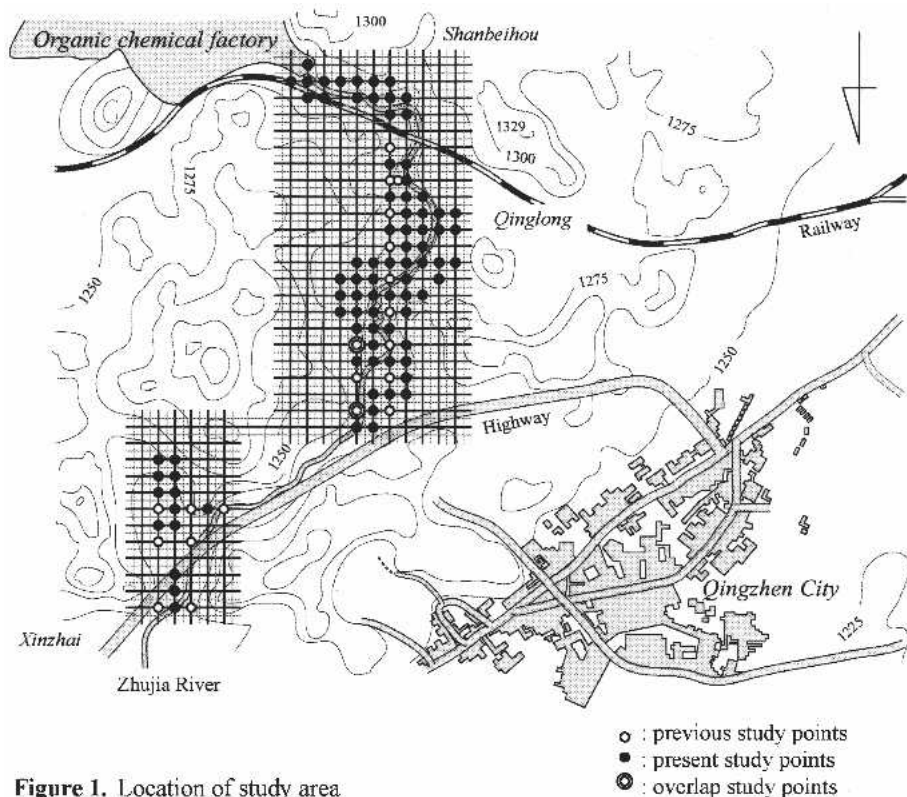 1300
Shanbeihou
Organic chemical factory
1329
1300
1275
1275
Qinglong
Railway
1250
1275
1250
Highway
1250
Qingzhen City
1225
Xinzhai
Zhujia River
: previous study points
: present study points
: overlap study points
Figure 1. Location of study area